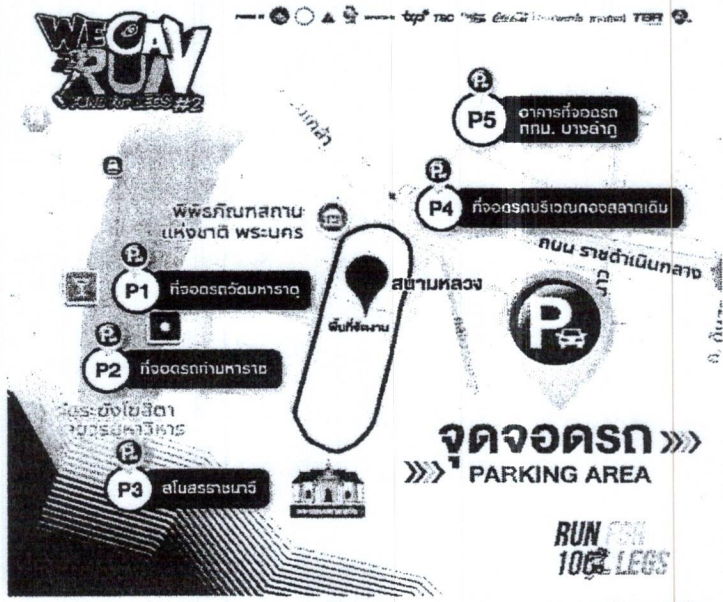 WE CAN
RUN
FUND FOR LEGS #2
TBR
P5
อาคารที่จอดรถ
กทม. บางลำภู
P4
ที่จอดรถบริเวณกองสลากเดิม
พิพิธภัณฑสถาน
แห่งชาติ พระนคร
ถนน ราชดำเนินกลาง
P1
ที่จอดรถวัดมหาธาตุ
สนามหลวง
พื้นที่จัดงาน
P
P2
ที่จอดรถท่ามหาราช
P3
สโมสรราชนาวี
จุดจอดรถ
PARKING AREA
RUN FOR
100 LEGS